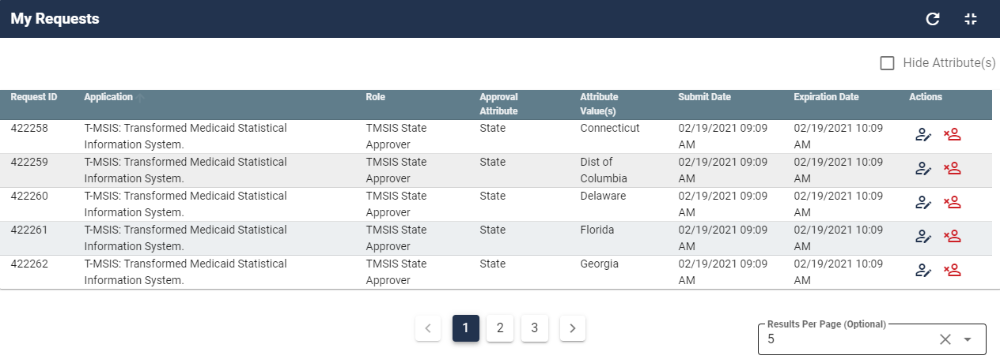 My Requests
Hide Attribute(s)
Request ID Application Role Approval Attribute Attribute Value(s) Submit Date Expiration Date Actions
422258 T-MSIS: Transformed Medicaid Statistical TMSIS State State Connecticut 02/19/2021 09:09 02/19/2021 10:09
Information System. Approver AM AM
422259 T-MSIS: Transformed Medicaid Statistical TMSIS State State Dist of 02/19/2021 09:09 02/19/2021 10:09
Information System. Approver Columbia AM AM
422260 T-MSIS: Transformed Medicaid Statistical TMSIS State State Delaware 02/19/2021 09:09 02/19/2021 10:09
Information System. Approver AM AM
422261 T-MSIS: Transformed Medicaid Statistical TMSIS State State Florida 02/19/2021 09:09 02/19/2021 10:09
Information System. Approver AM AM
422262 T-MSIS: Transformed Medicaid Statistical TMSIS State State Georgia 02/19/2021 09:09 02/19/2021 10:09
Information System. Approver AM AM
1 2 3
Results Per Page (Optional)
5